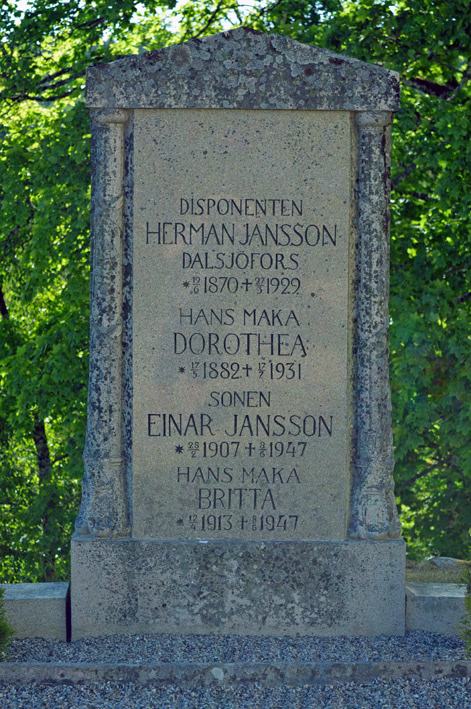 DISPONENTEN
HERMAN JANSSON
DALSJÖFORS
1870 + 1922
HANS MAKA
DOROTHEA
1882 + 1931
SONEN
EINAR JANSSON
1907 + 1947
HANS MAKA
BRITTA
1913 + 1947